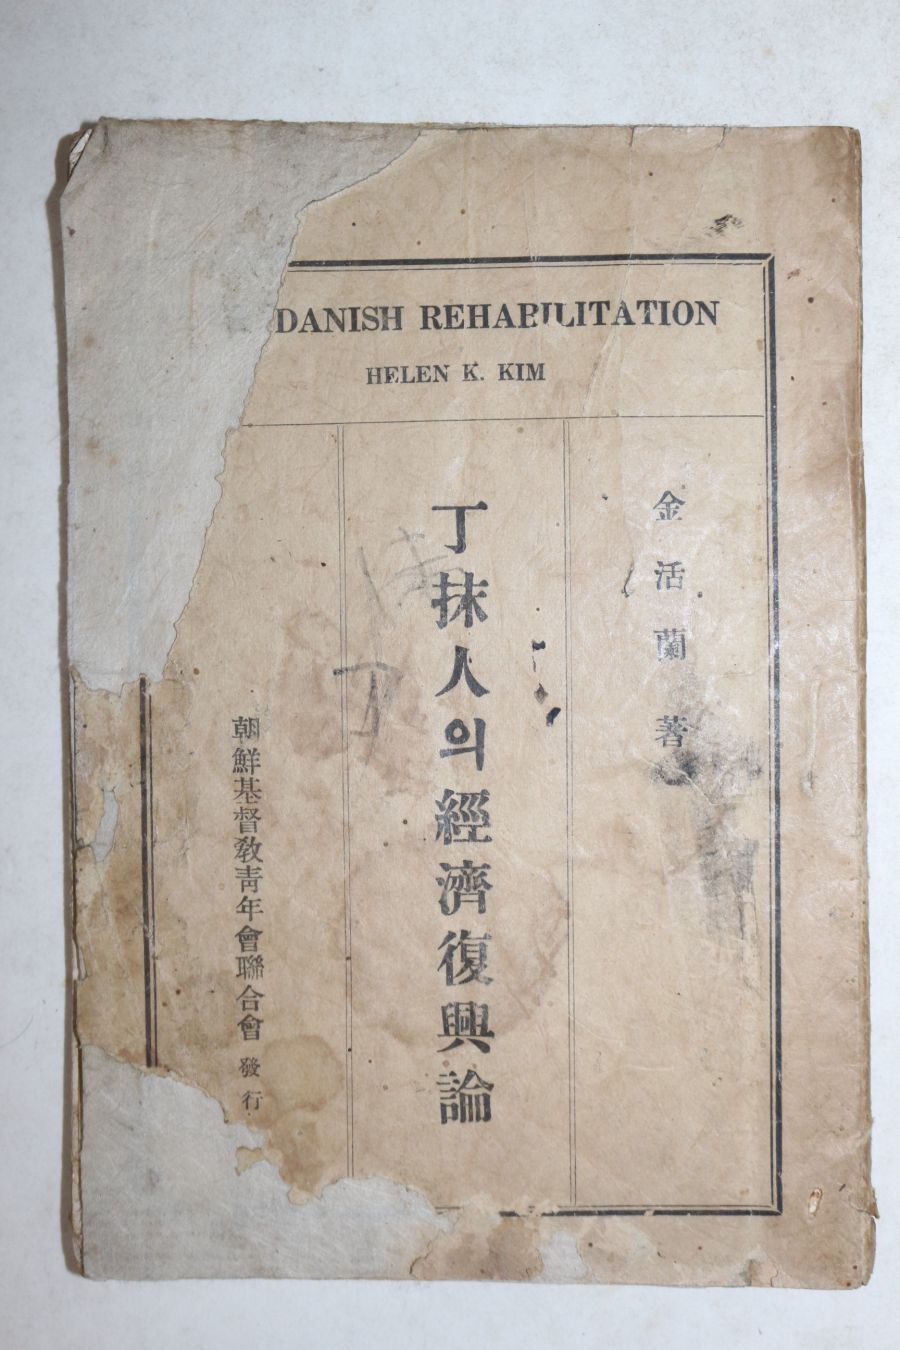 DANISH REHABILITATION
HELEN K. KIM
金活蘭 著
丁抹人의經濟復興論
朝鮮基督敎靑年會聯合會 發行